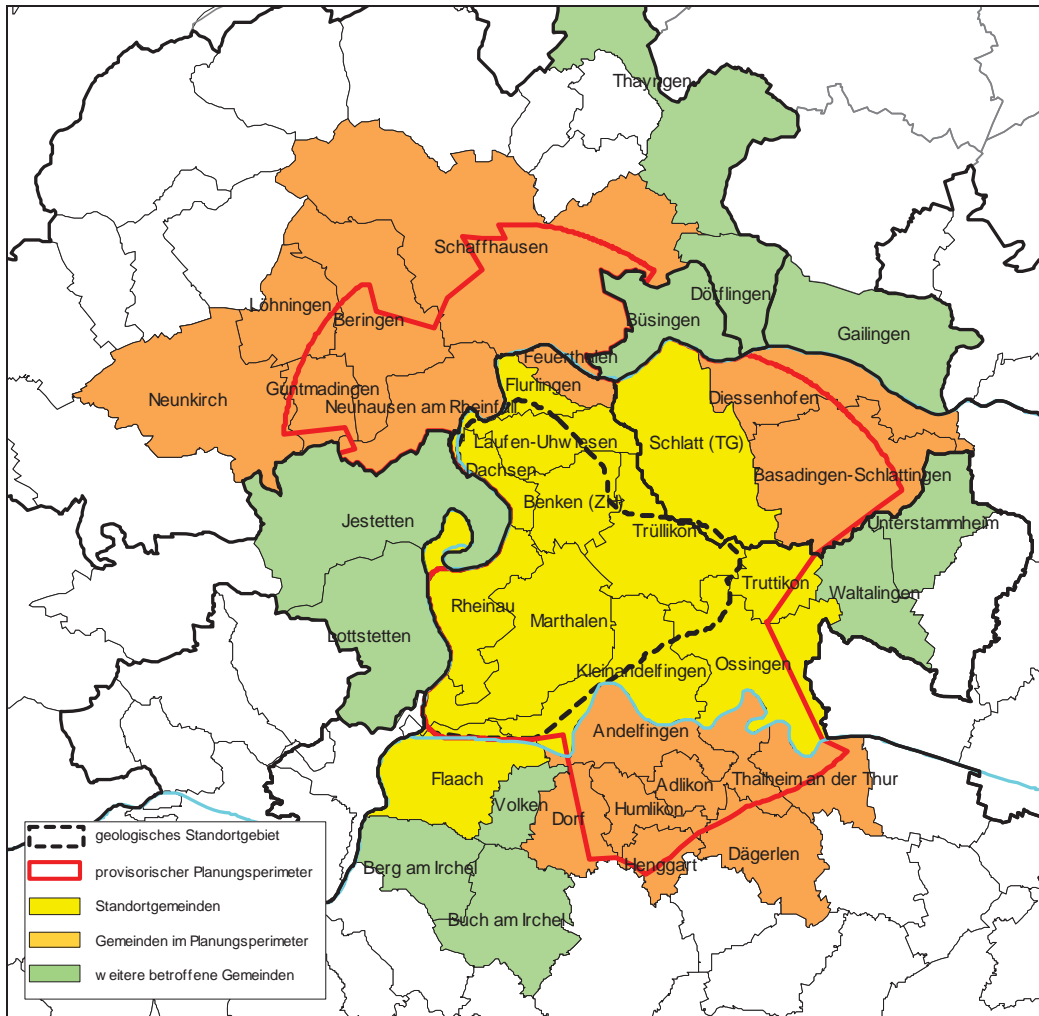 Thayngen
Schaffhausen
Dörflingen
Löhningen
Büsingen
Beringen
Gailingen
Feuerthalen
Neunkirch
Guntmadingen
Flurlingen
Diessenhofen
Neuhausen am Rheinfall
Laufen-Uhwiesen
Schlatt (TG)
Dachsen
Basadingen-Schlattingen
Benken (ZH)
Jestetten
Trüllikon
Unterstammheim
Truttikon
Waltalingen
Rheinau
Marthalen
Lottstetten
Kleinandelfingen
Ossingen
Andelfingen
Flaach
Adlikon
Thalheim an der Thur
Volken
Dorf
Humlikon
Berg am Irchel
Henggart
Dägerlen
Buch am Irchel
geologisches Standortgebiet
provisorischer Planungsperimeter
Standortgemeinden
Gemeinden im Planungsperimeter
weitere betroffene Gemeinden